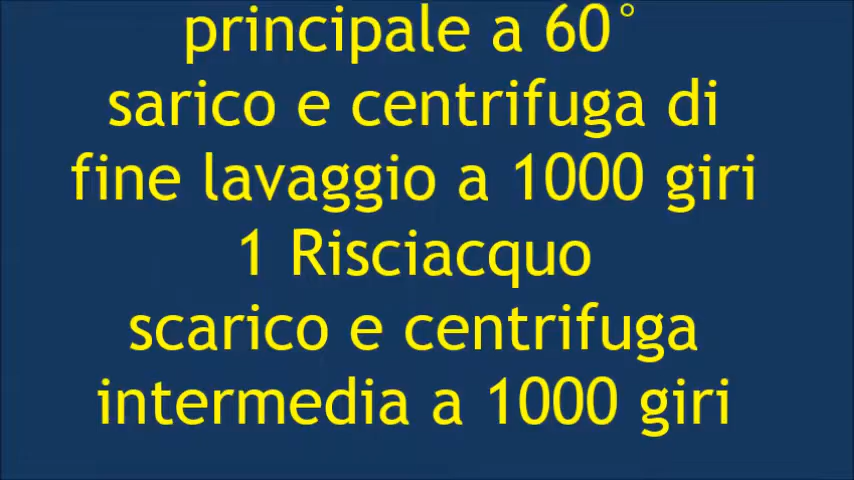 principale a 60°
sarico e centrifuga di
fine lavaggio a 1000 giri
1 Risciacquo
scarico e centrifuga
intermedia a 1000 giri